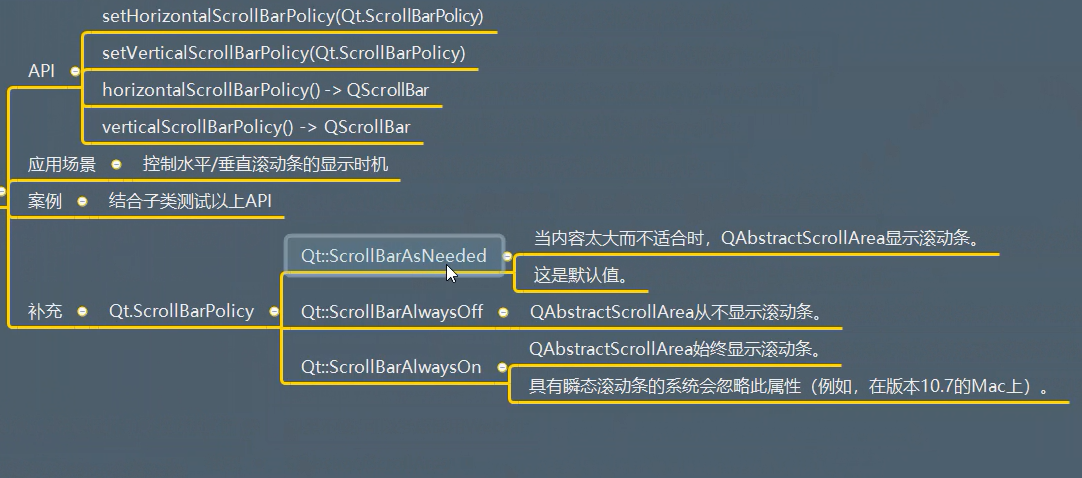 setHorizontalScrollBarPolicy(Qt.ScrollBarPolicy)
setVerticalScrollBarPolicy(Qt.ScrollBarPolicy)
API
horizontalScrollBarPolicy() -> QScrollBar
verticalScrollBarPolicy() -> QScrollBar
应用场景 控制水平/垂直滚动条的显示时机
案例 结合子类测试以上API
当内容太大而不适合时，QAbstractScrollArea显示滚动条。
Qt::ScrollBarAsNeeded
这是默认值。
补充 Qt.ScrollBarPolicy Qt::ScrollBarAlwaysOff QAbstractScrollArea从不显示滚动条。
QAbstractScrollArea始终显示滚动条。
Qt::ScrollBarAlwaysOn
具有瞬态滚动条的系统会忽略此属性（例如，在版本10.7的Mac上）。